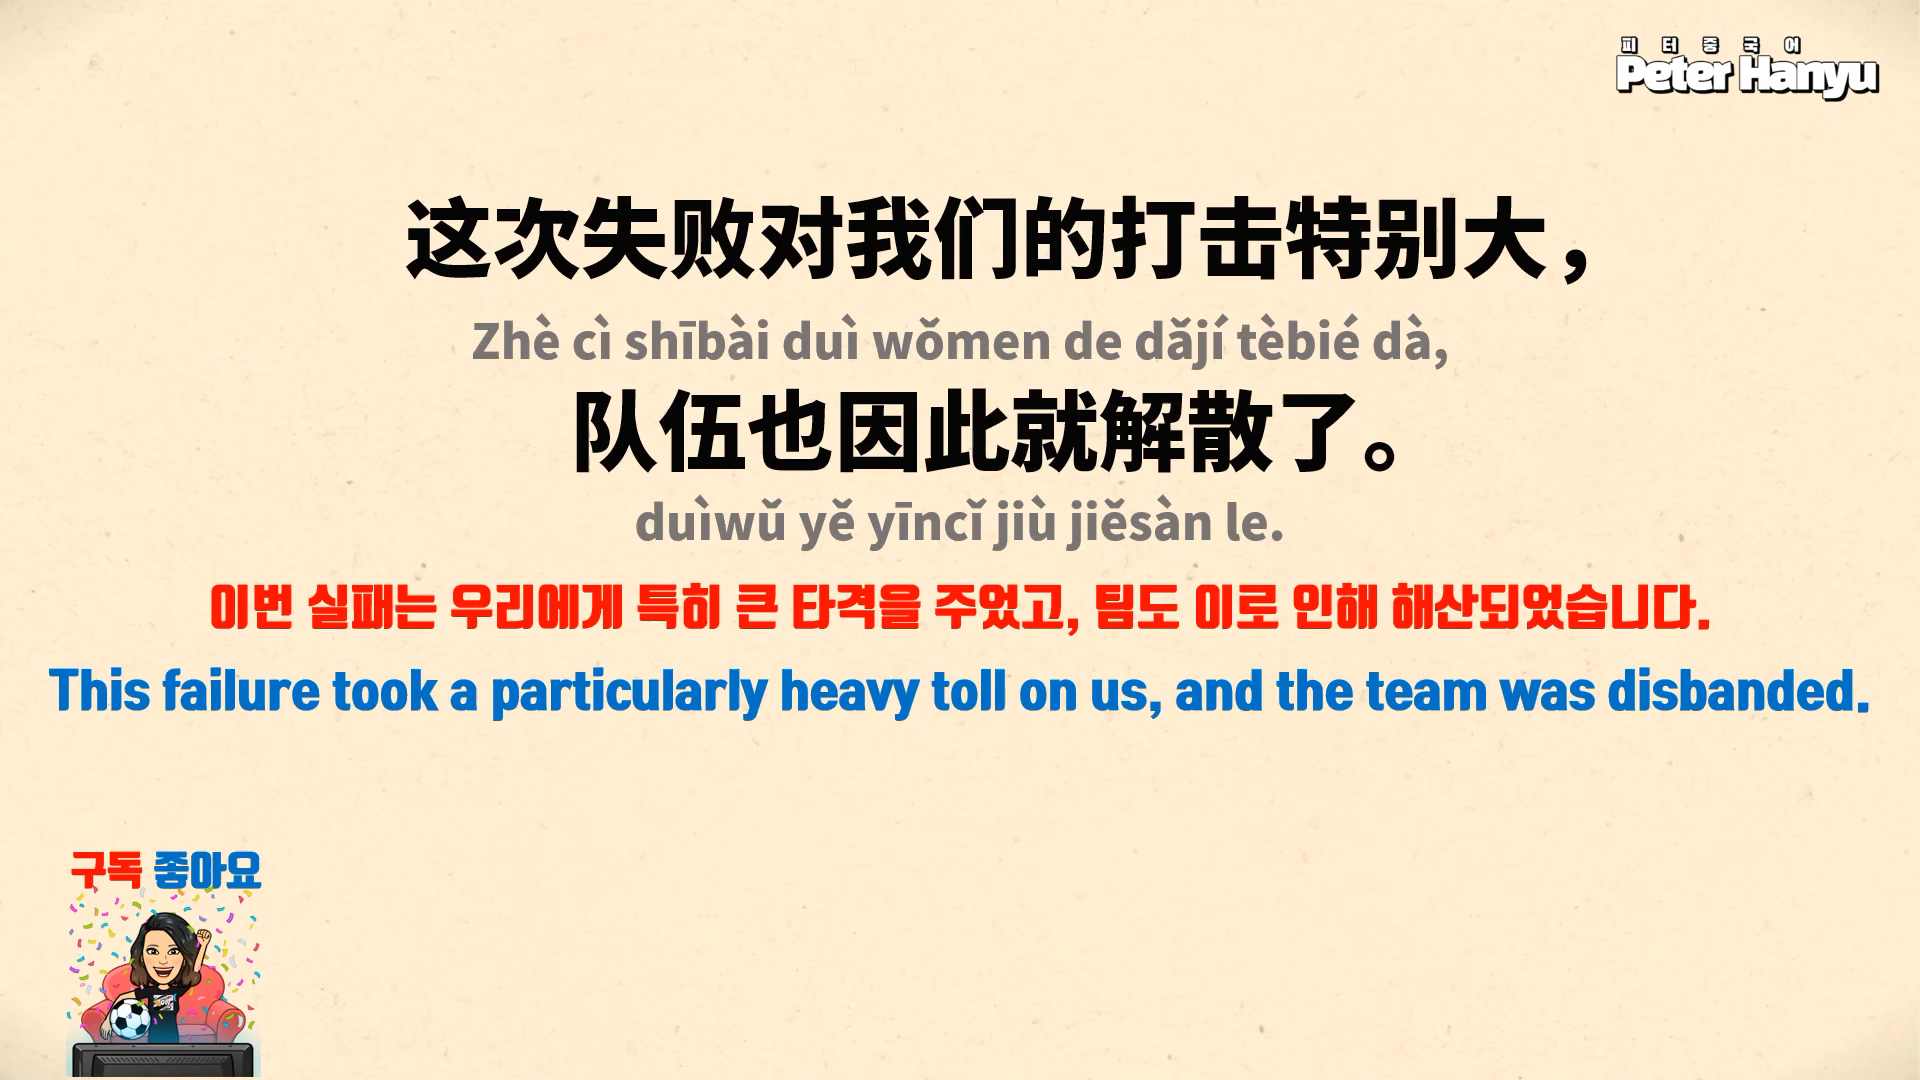 피터중국어
Peter Hanyu
这次失败对我们的打击特别大，
Zhè cì shībài duì wǒmen de dǎjí tèbié dà,
队伍也因此就解散了。
duìwǔ yě yīncǐ jiù jiěsàn le.
이번 실패는 우리에게 특히 큰 타격을 주었고, 팀도 이로 인해 해산되었습니다.
This failure took a particularly heavy toll on us, and the team was disbanded.
구독 좋아요